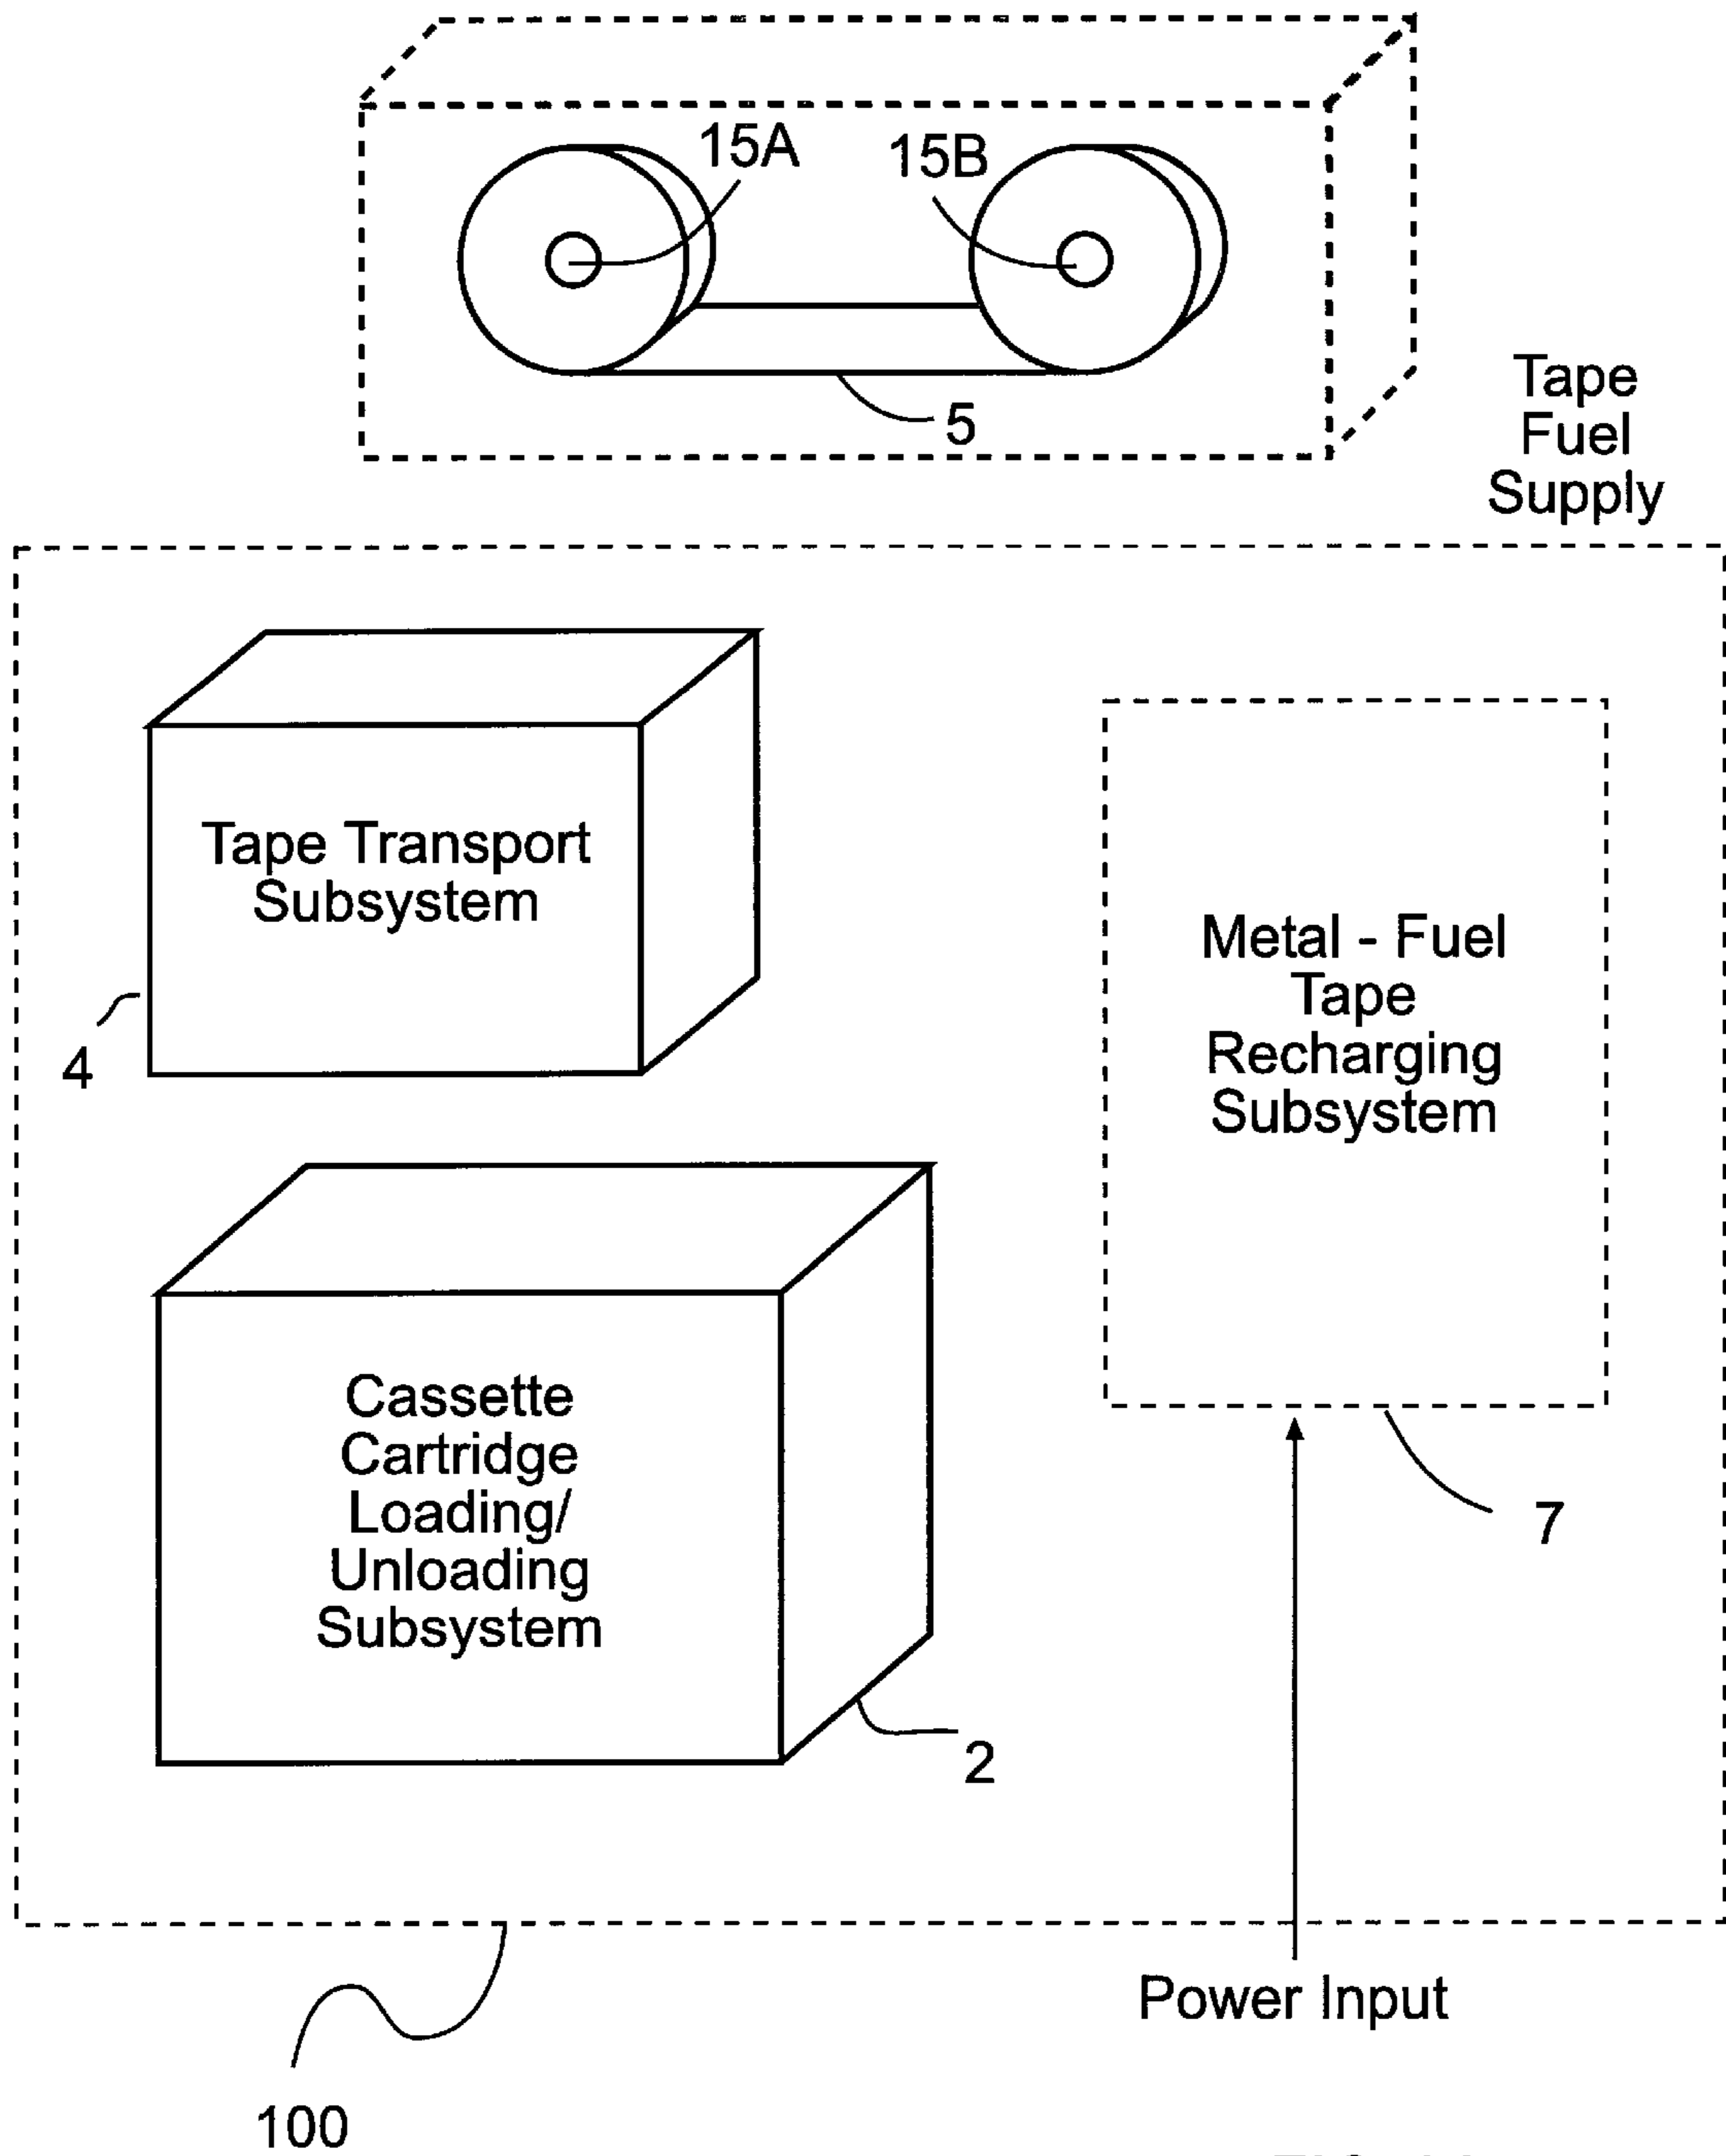 15A
15B
5
Tape
Fuel
Supply
Tape Transport
Subsystem
4
Metal - Fuel
Tape
Recharging
Subsystem
7
Cassette
Cartridge
Loading/
Unloading
Subsystem
2
Power Input
100